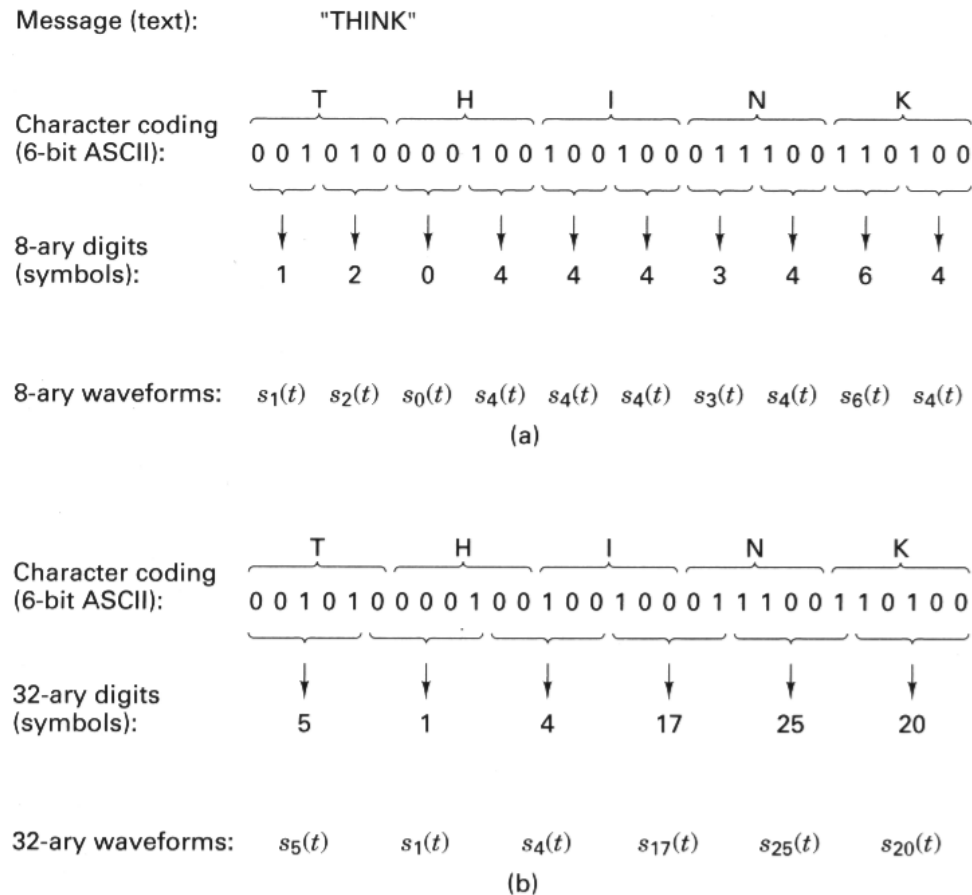 Message (text): "THINK"
T H I N K
Character coding
(6-bit ASCII): 0 0 1 0 1 0 0 0 0 1 0 0 1 0 0 1 0 0 0 1 1 1 0 0 1 1 0 1 0 0
8-ary digits
(symbols): 1 2 0 4 4 4 3 4 6 4
8-ary waveforms: s1(t) s2(t) s0(t) s4(t) s4(t) s4(t) s3(t) s4(t) s6(t) s4(t)
(a)
T H I N K
Character coding
(6-bit ASCII): 0 0 1 0 1 0 0 0 0 1 0 0 1 0 0 1 0 0 0 1 1 1 0 0 1 1 0 1 0 0
32-ary digits
(symbols): 5 1 4 17 25 20
32-ary waveforms: s5(t) s1(t) s4(t) s17(t) s25(t) s20(t)
(b)